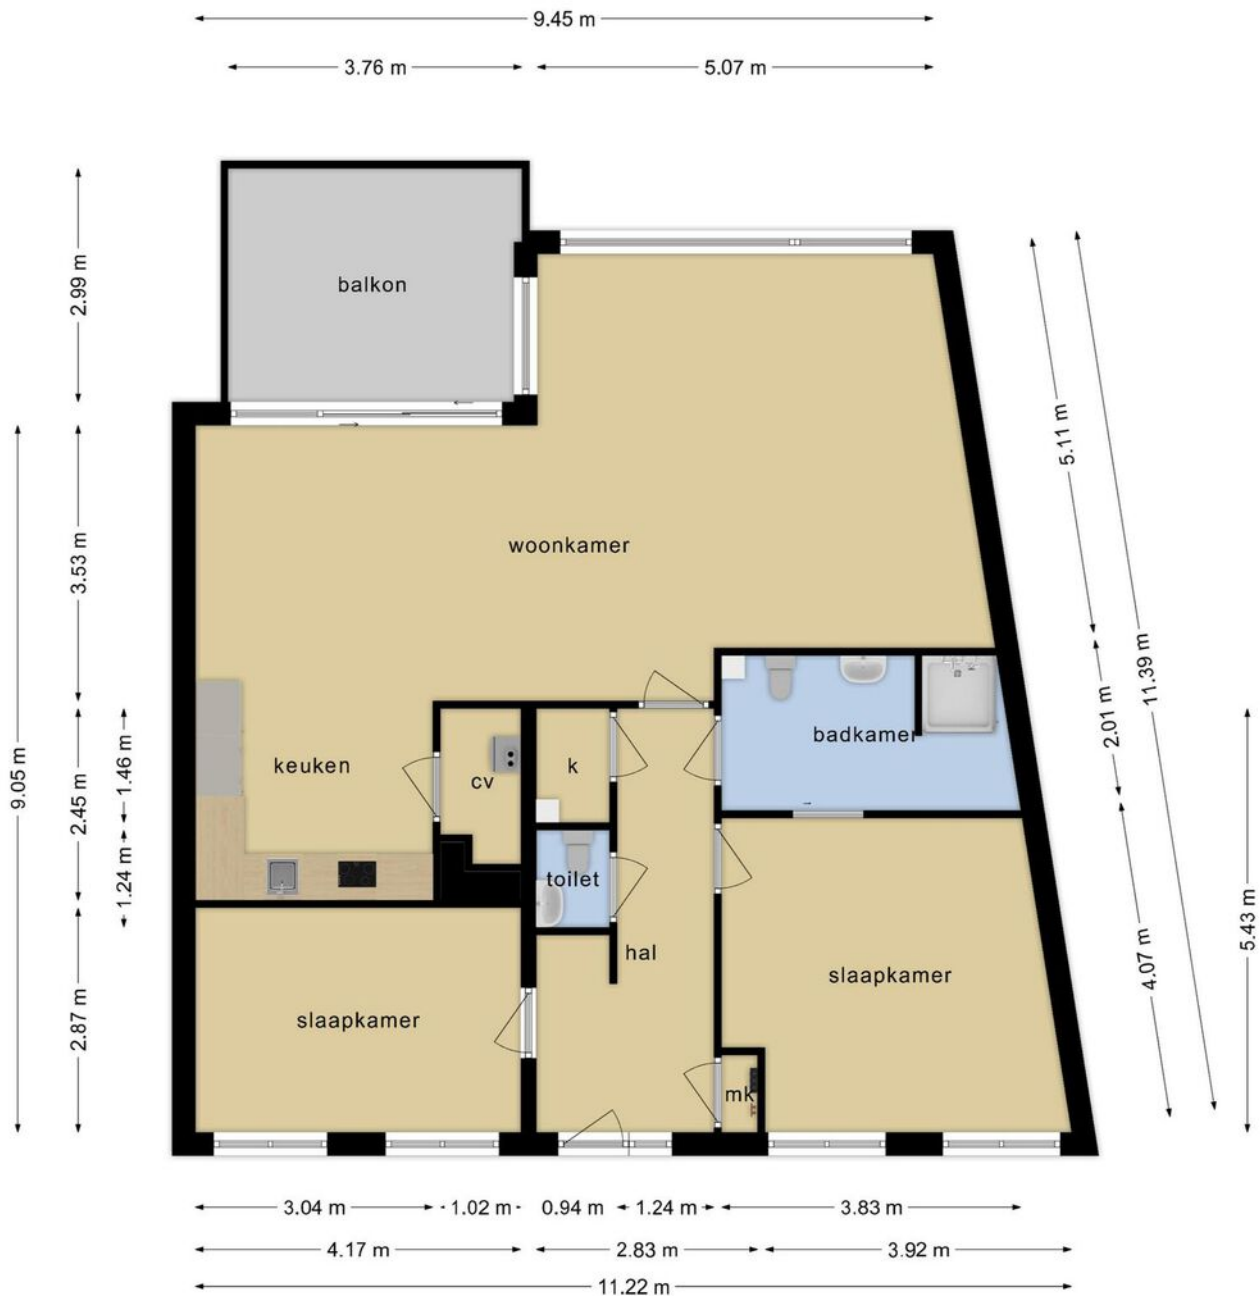 9.45 m
3.76 m
5.07 m
balkon
2.99 m
5.11 m
woonkamer
3.53 m
11.39 m
2.01 m
badkamer
keuken
cv
k
9.05 m
2.45 m
1.46 m
1.24 m
toilet
hal
slaapkamer
4.07 m
5.43 m
slaapkamer
2.87 m
mk
3.04 m
1.02 m
0.94 m
1.24 m
3.83 m
4.17 m
2.83 m
3.92 m
11.22 m